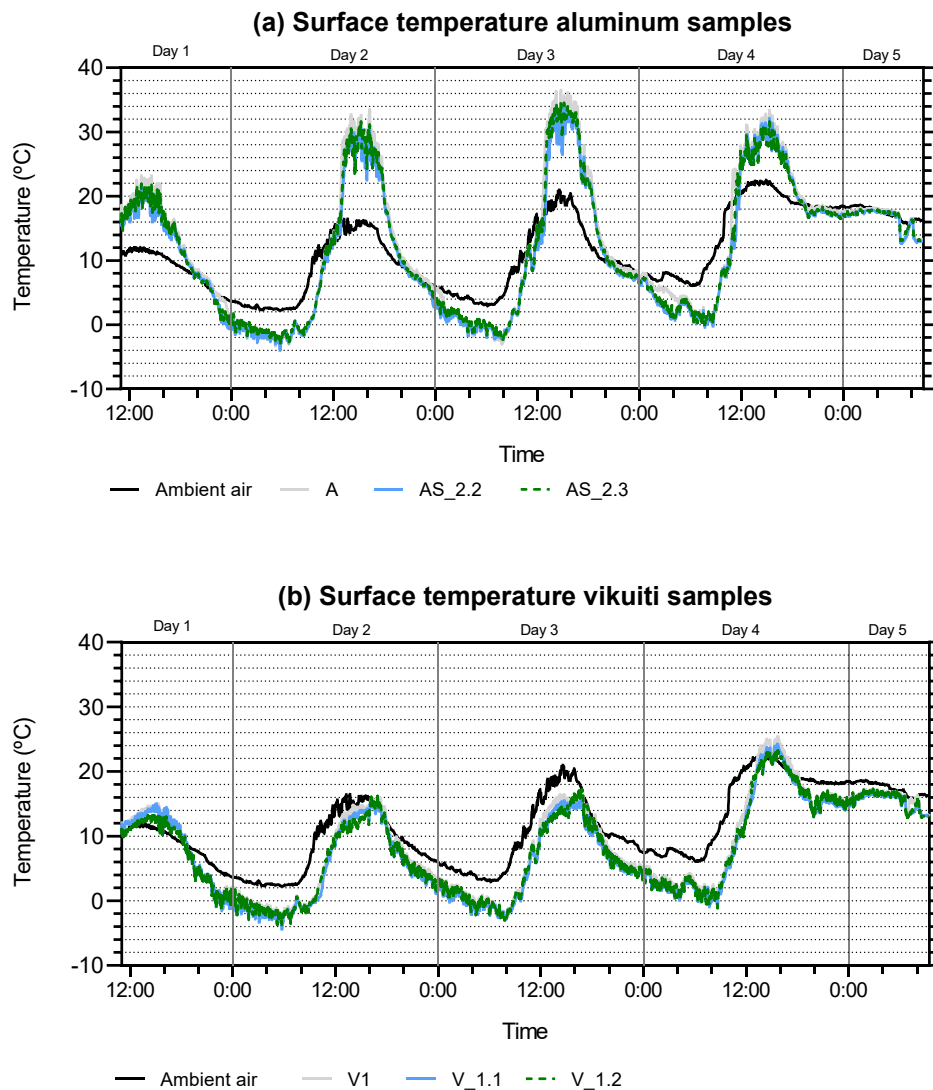 (a) Surface temperature aluminum samples
Day 1 Day 2 Day 3 Day 4 Day 5
40
30
20
10
0
-10
Temperature (ºC)
12:00 0:00 12:00 0:00 12:00 0:00 12:00 0:00
Time
Ambient air A AS_2.2 AS_2.3
(b) Surface temperature vikuiti samples
Day 1 Day 2 Day 3 Day 4 Day 5
40
30
20
10
0
-10
Temperature (ºC)
12:00 0:00 12:00 0:00 12:00 0:00 12:00 0:00
Time
Ambient air V1 V_1.1 V_1.2